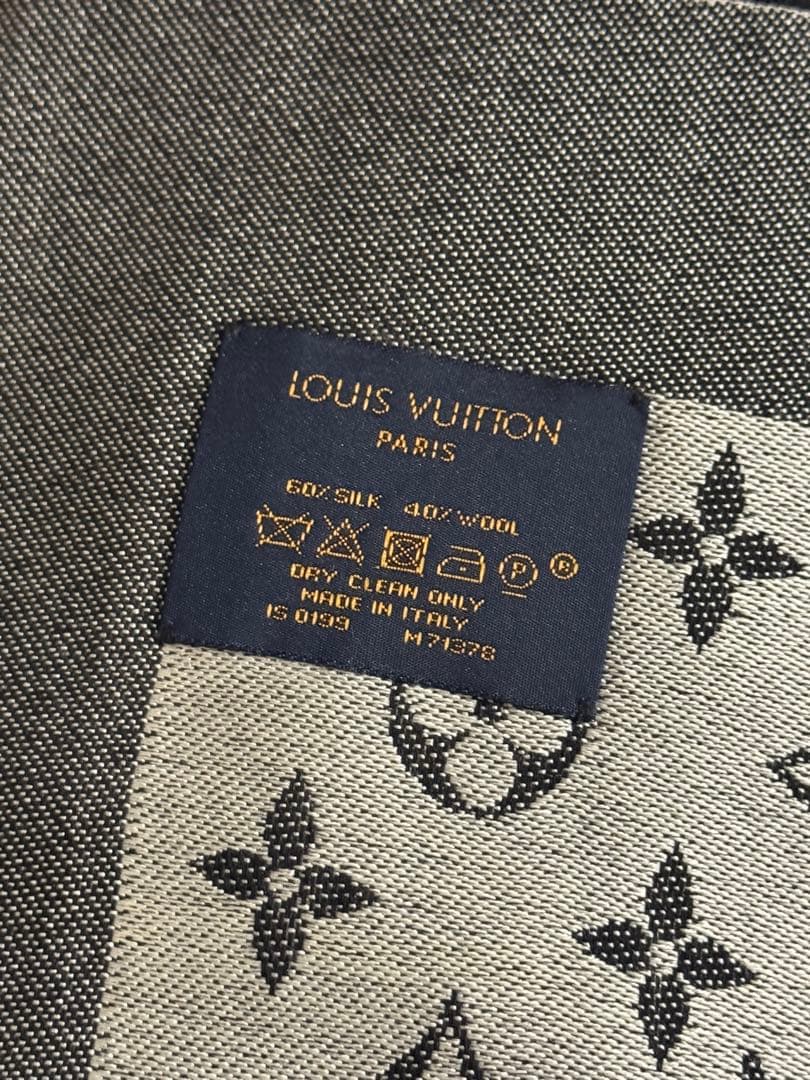 LOUIS VUITTON
PARIS
60% SILK 40% WOOL
P ®
DRY CLEAN ONLY
MADE IN ITALY
IS 0199 M71378